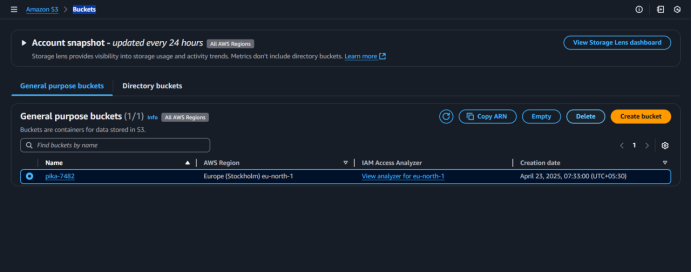 Amazon S3 > Buckets
Account snapshot - updated every 24 hours All AWS Regions
View Storage Lens dashboard
Storage lens provides visibility into storage usage and activity trends. Metrics don't include directory buckets. Learn more
General purpose buckets Directory buckets
General purpose buckets (1/1) Info All AWS Regions
Copy ARN Empty Delete Create bucket
Buckets are containers for data stored in S3.
Find buckets by name
1
Name AWS Region IAM Access Analyzer Creation date
pika-7482 Europe (Stockholm) eu-north-1 View analyzer for eu-north-1 April 23, 2025, 07:33:00 (UTC+05:30)